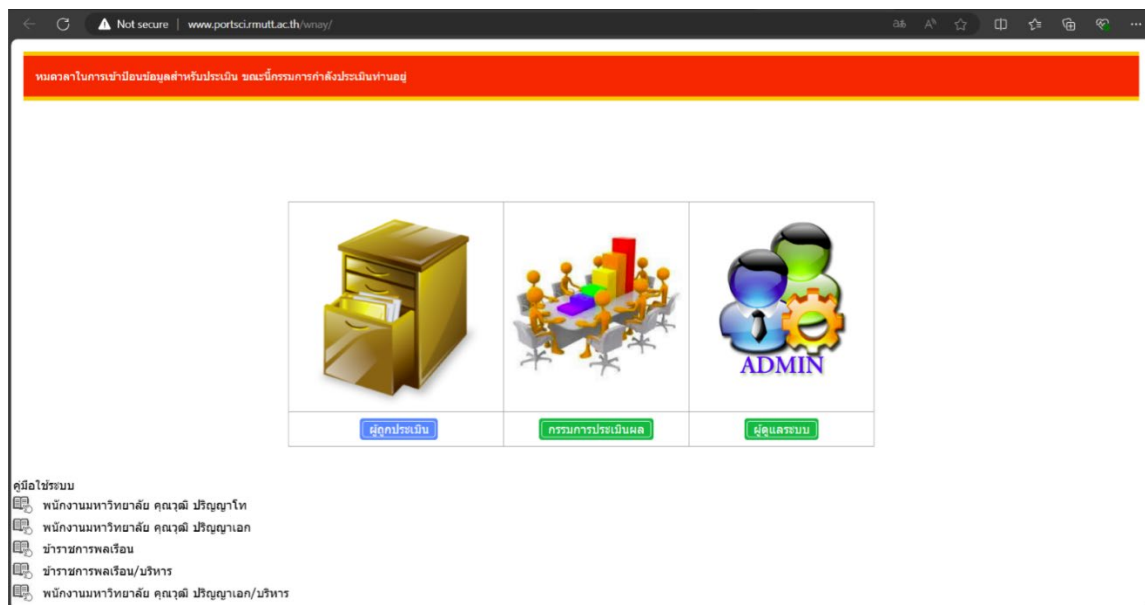 Not secure | www.portsci.rmutt.ac.th/wnay/
หมดวลาในการเข้าป้อนข้อมูลสำหรับประเมิน ขณะนี้กรรมการกำลังประเมินท่านอยู่
ADMIN
ผู้ถูกประเมิน กรรมการประเมินผล ผู้ดูแลระบบ
คู่มือใช้ระบบ
พนักงานมหาวิทยาลัย คุณวุฒิ ปริญญาโท
พนักงานมหาวิทยาลัย คุณวุฒิ ปริญญาเอก
ข้าราชการพลเรือน
ข้าราชการพลเรือน/บริหาร
พนักงานมหาวิทยาลัย คุณวุฒิ ปริญญาเอก/บริหาร